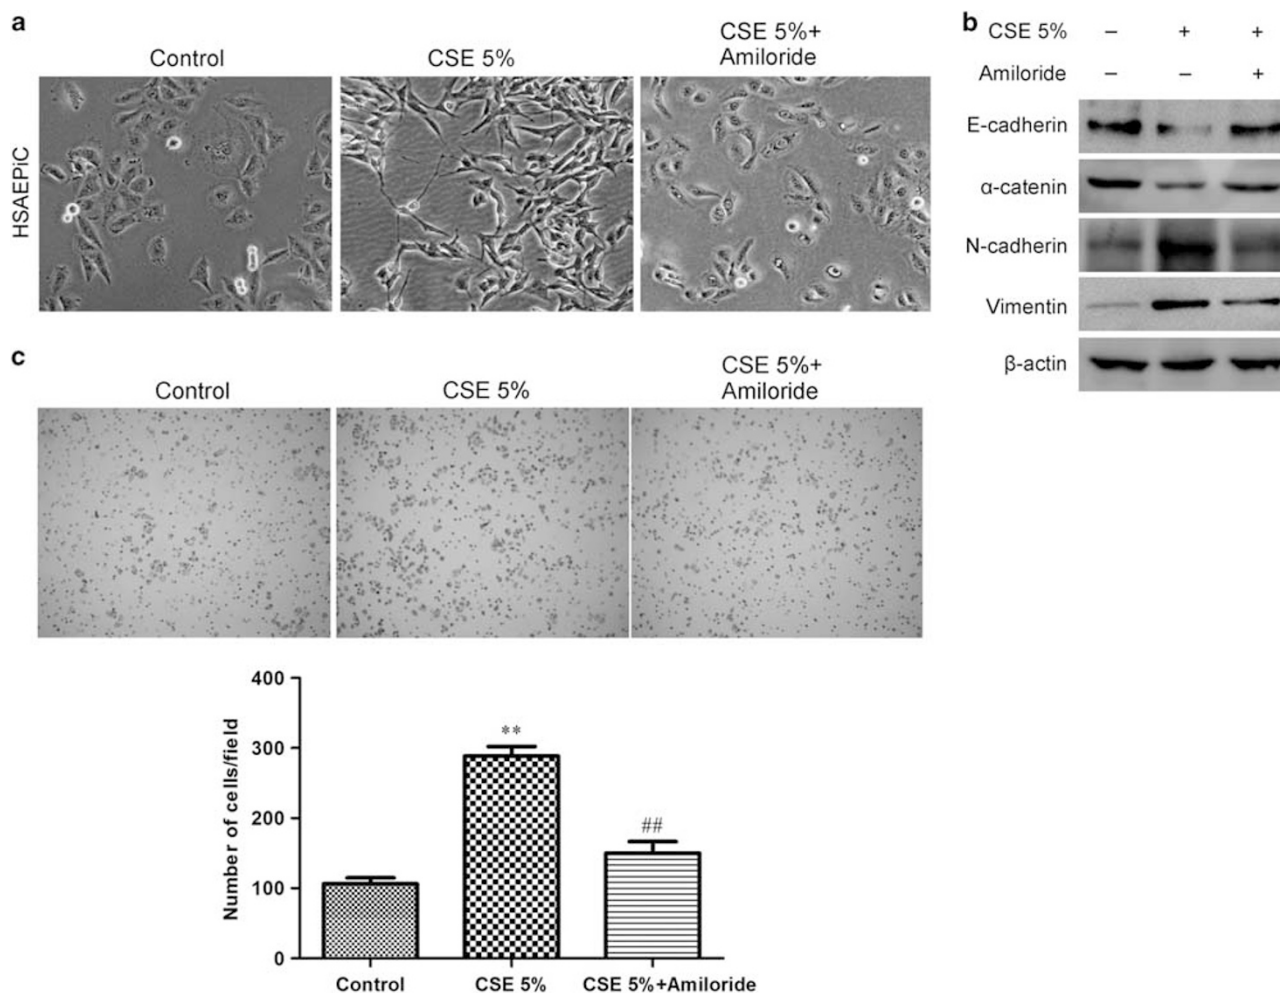 a
Control
CSE 5%
CSE 5%+
Amiloride
HSAEPiC
b
CSE 5% – + +
Amiloride – – +
E-cadherin
α-catenin
N-cadherin
Vimentin
β-actin
c
Control
CSE 5%
CSE 5%+
Amiloride
Number of cells/field
400
300
200
100
0
**
##
Control
CSE 5%
CSE 5%+Amiloride